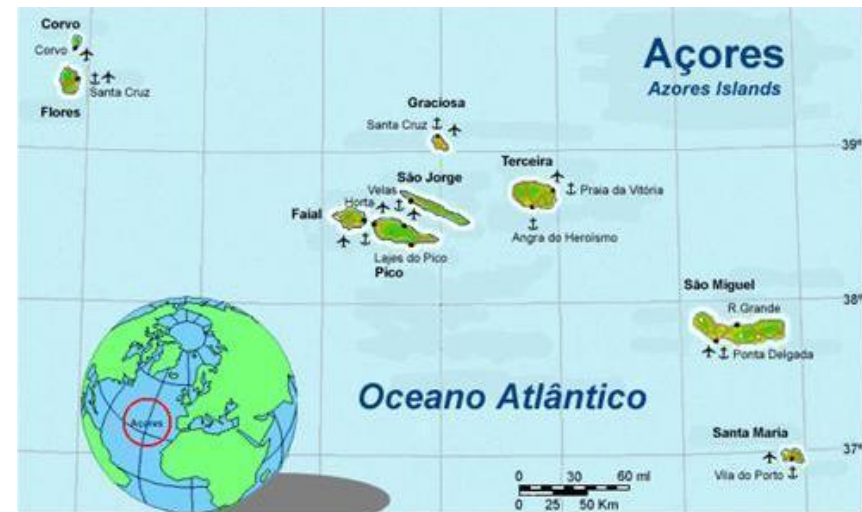 Corvo
Corvo
Santa Cruz
Flores
Açores
Azores Islands
Graciosa
Santa Cruz
39º
Terceira
São Jorge
Velas
Praia da Vitória
Horta
Faial
Angra do Heroísmo
Lajes do Pico
Pico
São Miguel
38º
R.Grande
Ponta Delgada
Oceano Atlântico
Açores
Santa Maria
37º
Vila do Porto
0 30 60 ml
0 25 50 Km